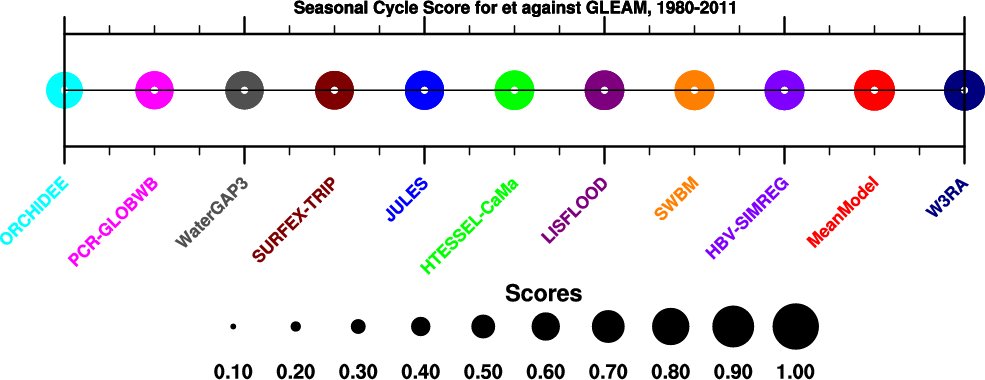 Seasonal Cycle Score for et against GLEAM, 1980-2011
ORCHIDEE
PCR-GLOBWB
WaterGAP3
SURFEX-TRIP
JULES
HTESSEL-CaMa
LISFLOOD
SWBM
HBV-SIMREG
MeanModel
W3RA
Scores
0.10 0.20 0.30 0.40 0.50 0.60 0.70 0.80 0.90 1.00